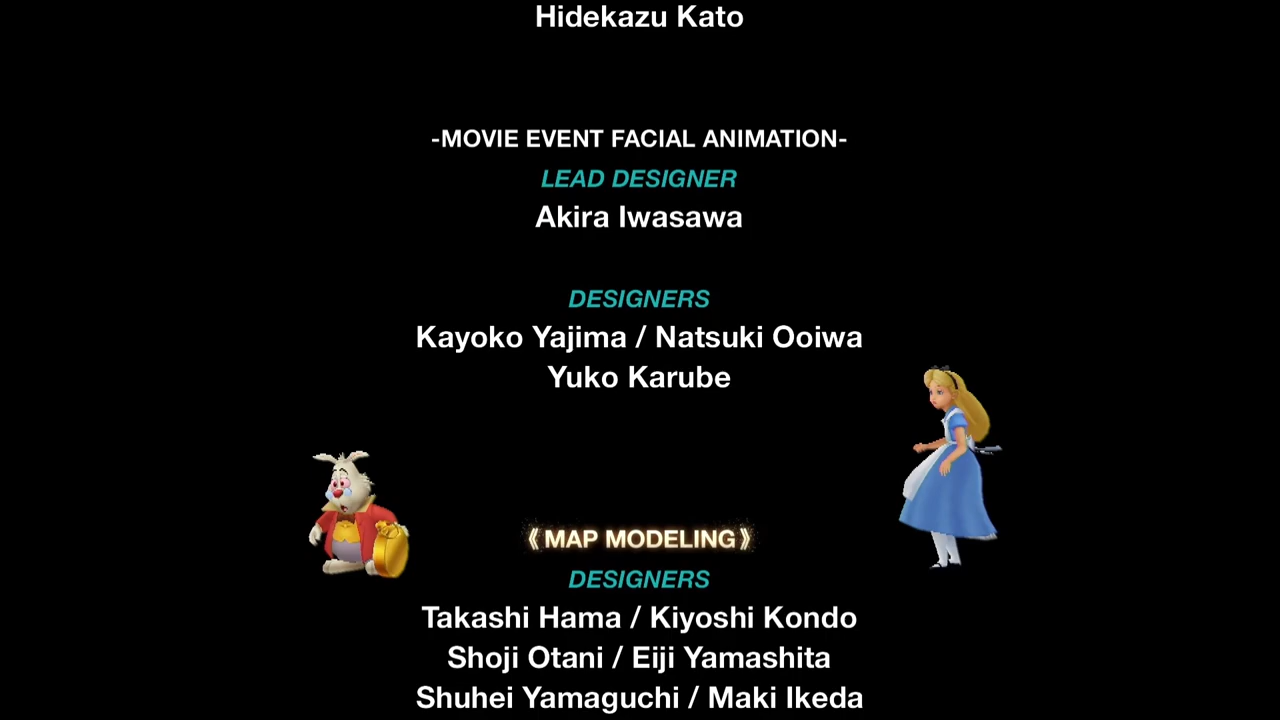 Hidekazu Kato
-MOVIE EVENT FACIAL ANIMATION-
LEAD DESIGNER
Akira Iwasawa
DESIGNERS
Kayoko Yajima / Natsuki Ooiwa
Yuko Karube
《MAP MODELING》
DESIGNERS
Takashi Hama / Kiyoshi Kondo
Shoji Otani / Eiji Yamashita
Shuhei Yamaguchi / Maki Ikeda